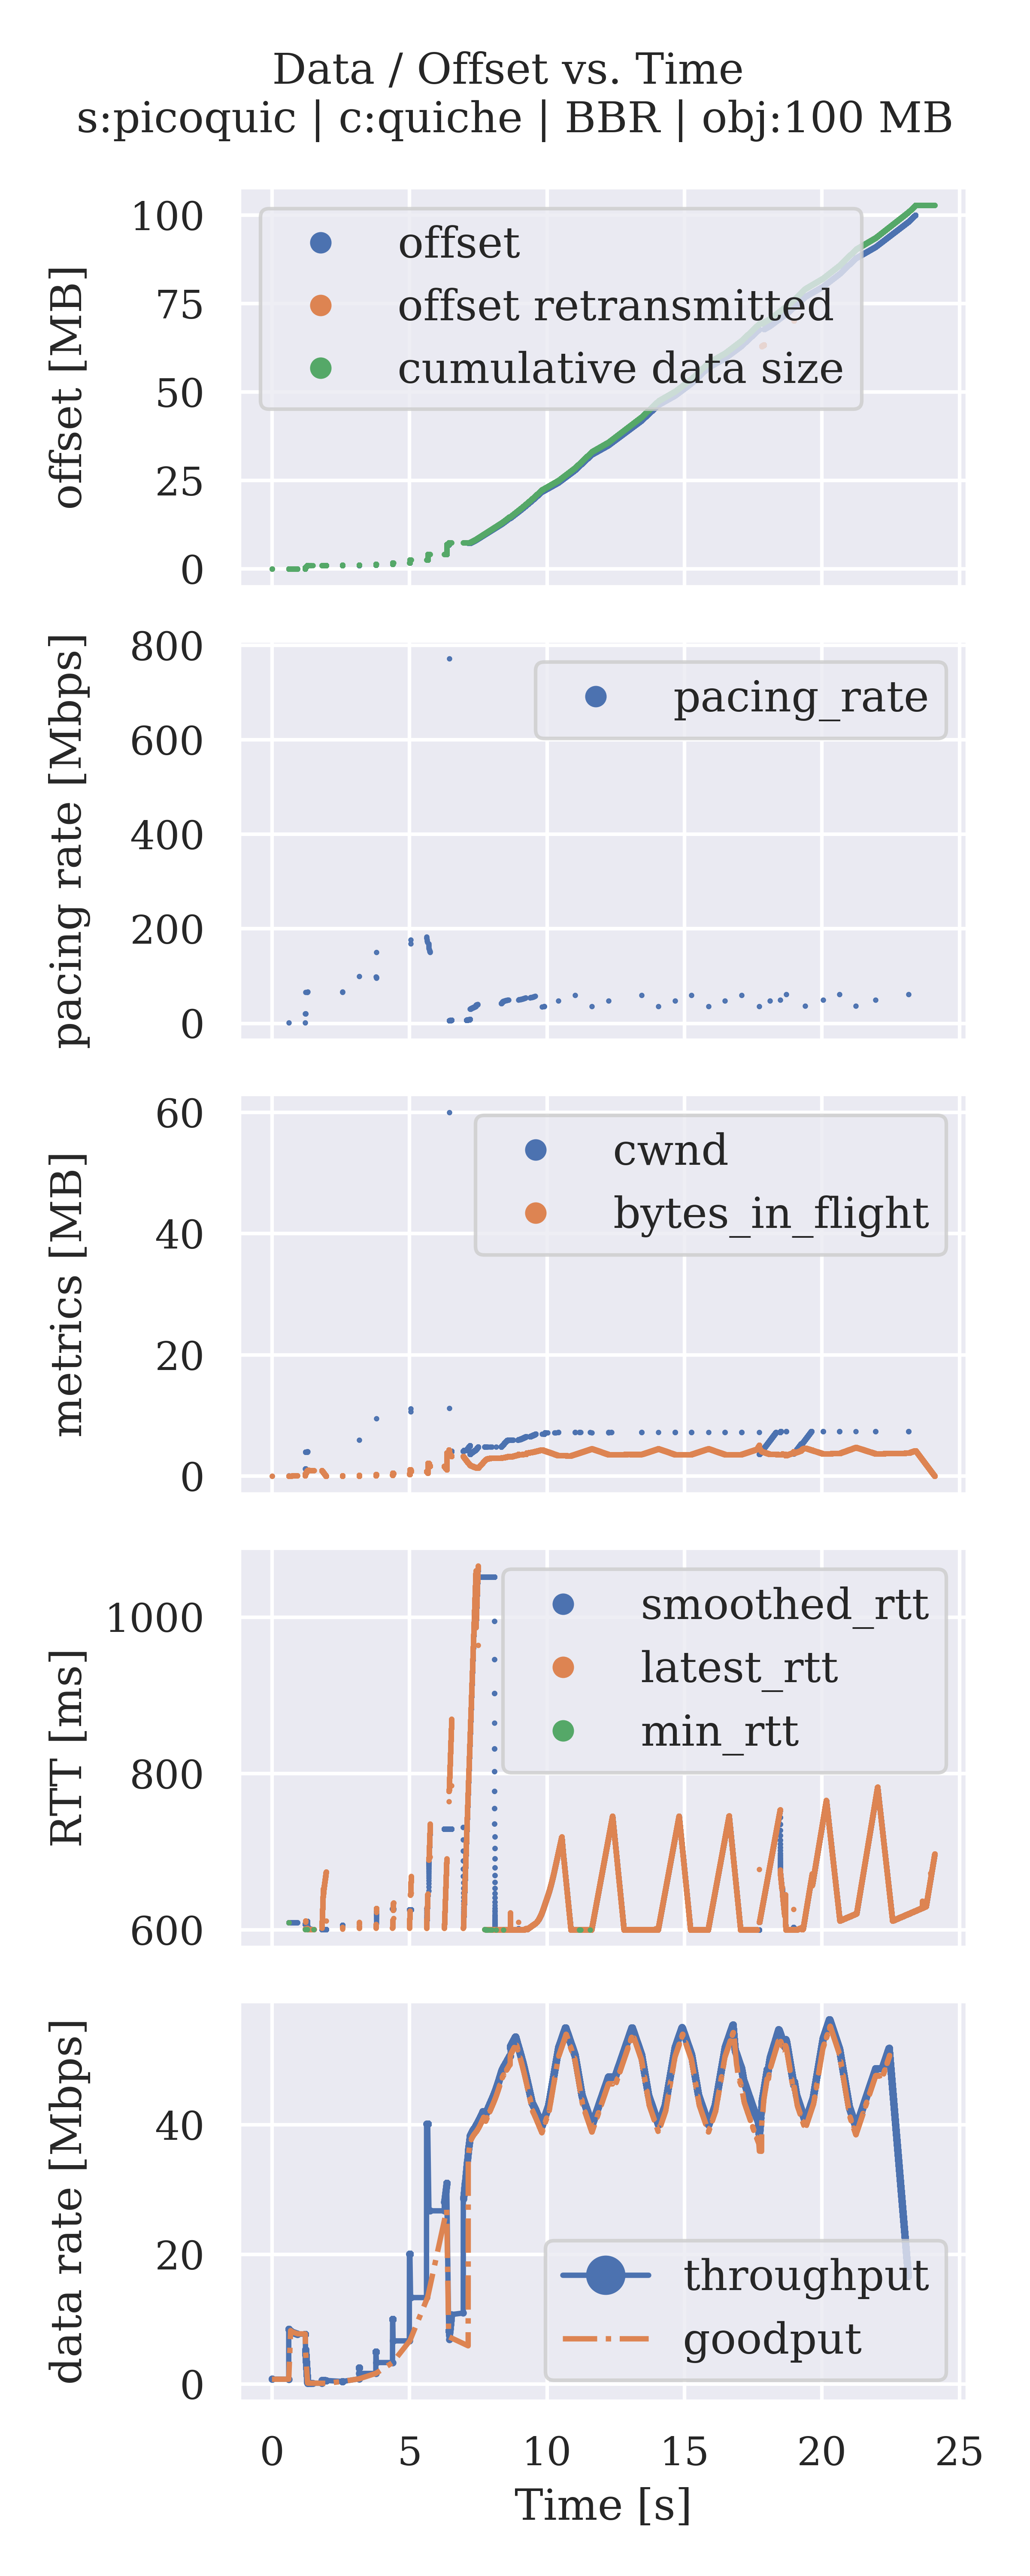 Data / Offset vs. Time
s:picoquic | c:quiche | BBR | obj:100 MB
offset [MB]
100
75
50
25
0
offset
offset retransmitted
cumulative data size
pacing rate [Mbps]
800
600
400
200
0
pacing_rate
metrics [MB]
60
40
20
0
cwnd
bytes_in_flight
RTT [ms]
1000
800
600
smoothed_rtt
latest_rtt
min_rtt
data rate [Mbps]
40
20
0
throughput
goodput
0 5 10 15 20 25
Time [s]